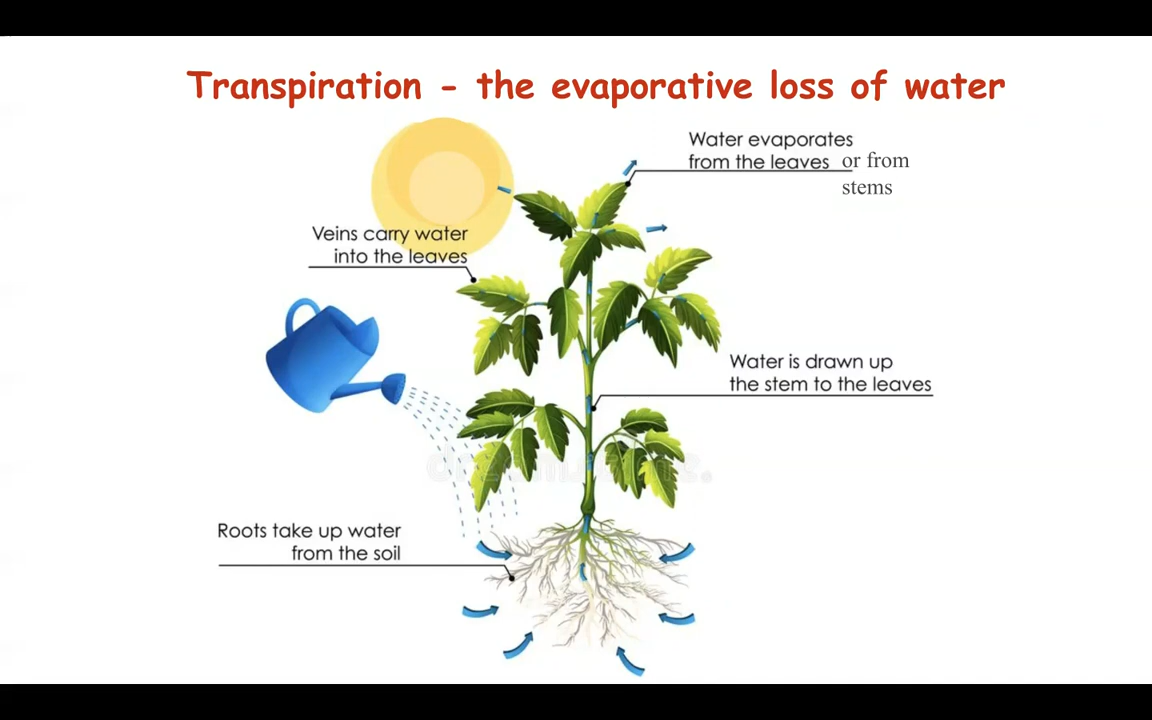 Transpiration - the evaporative loss of water
Water evaporates
from the leaves or from
stems
Veins carry water
into the leaves
Water is drawn up
the stem to the leaves
Roots take up water
from the soil